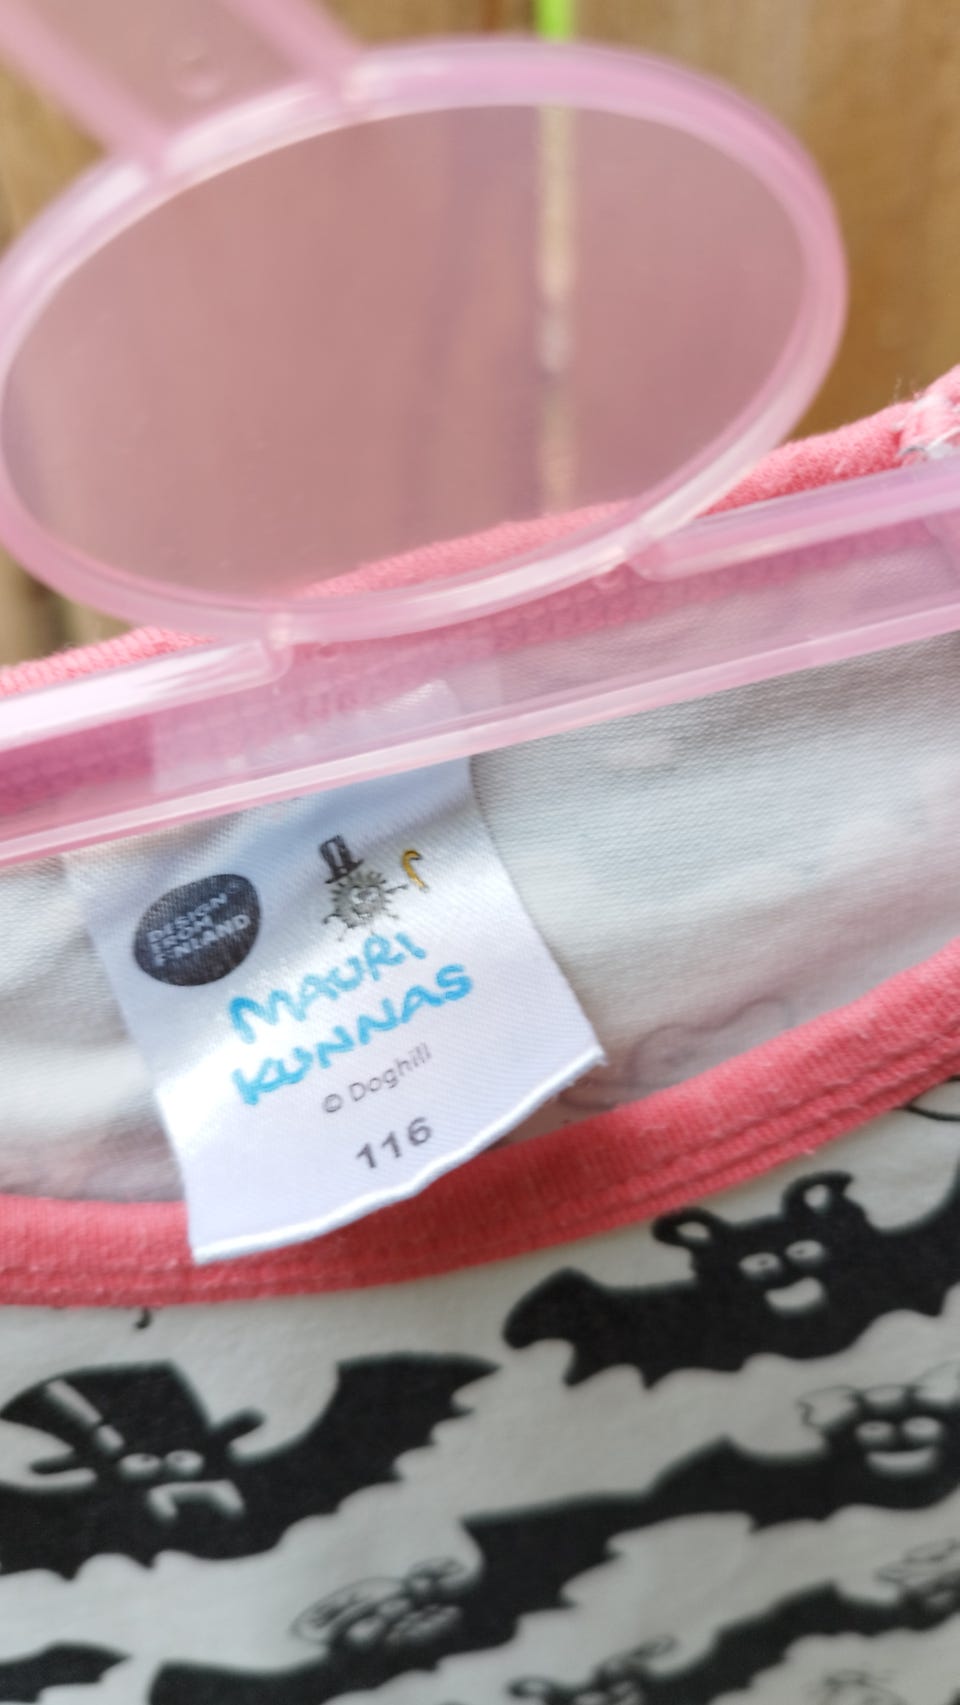 DESIGN
FROM
FINLAND
MAURI
KUNNAS
© Doghill
116